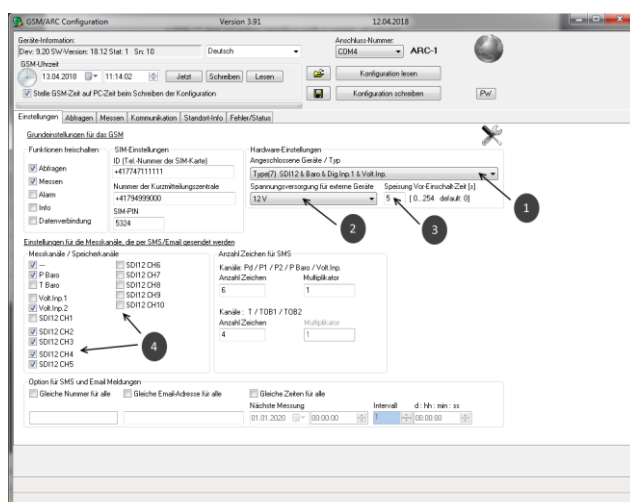 GSM/ARC Configuration Version 3.91 12.04.2018
Geräte-Information:
Dev: 9.20 SW-Version: 18.12 Stat: 1 Sn: 10
Deutsch
Anschluss-Nummer:
COM4
ARC-1
GSM-Uhrzeit
13.04.2018 11:14:02 Jetzt Schreiben Lesen
Konfiguration lesen
Stelle GSM-Zeit auf PC-Zeit beim Schreiben der Konfiguration
Konfiguration schreiben
PW
Einstellungen Abfragen Messen Kommunikation Standort-Info Fehler/Status
Grundeinstellungen für das GSM
Funktionen freischalten
Abfragen
Messen
Alarm
Info
Datenverbindung
SIM-Einstellungen
ID (Tel.-Nummer der SIM-Karte)
+417747111111
Nummer der Kurzmitteilungszentrale
+41794999000
SIM-PIN
5324
Hardware-Einstellungen
Angeschlossene Geräte / Typ
Type(7) SDI12 & Baro & Dig.Inp.1 & Volt Inp.
Spannungsversorgung für externe Geräte
12 V
Speisung Vor-Einschalt-Zeit [s]
5 [ 0...254 default: 0]
1
2
3
Einstellungen für die Messkanäle, die per SMS/Email gesendet werden
Messkanäle / Speicherkanäle
---
P Baro
T Baro
Volt.Inp.1
Volt.Inp.2
SDI12 CH1
SDI12 CH2
SDI12 CH3
SDI12 CH4
SDI12 CH5
SDI12 CH6
SDI12 CH7
SDI12 CH8
SDI12 CH9
SDI12 CH10
4
Anzahl Zeichen für SMS
Kanäle: Pd / P1 / P2 / P Baro / Volt.Inp.
Anzahl Zeichen Multiplikator
6 1
Kanäle : T / TOB1 / TOB2
Anzahl Zeichen Multiplikator
4 1
Option für SMS und Email Meldungen
Gleiche Nummer für alle
Gleiche Email-Adresse für alle
Gleiche Zeiten für alle
Nächste Messung Intervall d : hh : min : ss
01.01.2020 00:00:00 1 00:00:00